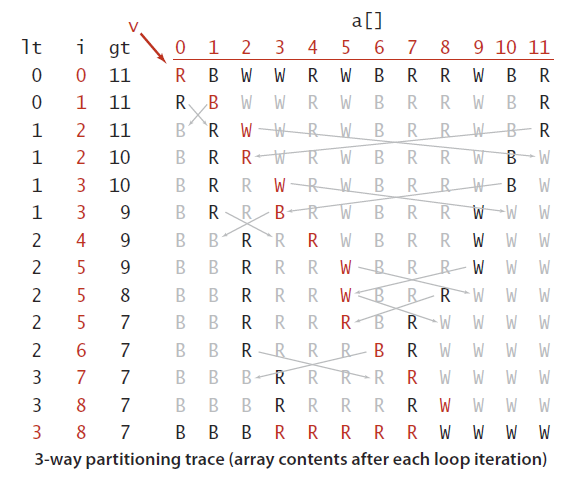 a[]
v
lt i gt 0 1 2 3 4 5 6 7 8 9 10 11
0 0 11 R B W W R W B R R W B R
0 1 11 R B W W R W B R R W B R
1 2 11 B R W W R W B R R W B R
1 2 10 B R R W R W B R R W B W
1 3 10 B R R W R W B R R W B W
1 3 9 B R R B R W B R R W W W
2 4 9 B B R R R W B R R W W W
2 5 9 B B R R R W B R R W W W
2 5 8 B B R R R W B R R W W W
2 5 7 B B R R R R B R W W W W
2 6 7 B B R R R R B R W W W W
3 7 7 B B B R R R R R W W W W
3 8 7 B B B R R R R R W W W W
3 8 7 B B B R R R R R W W W W
3-way partitioning trace (array contents after each loop iteration)